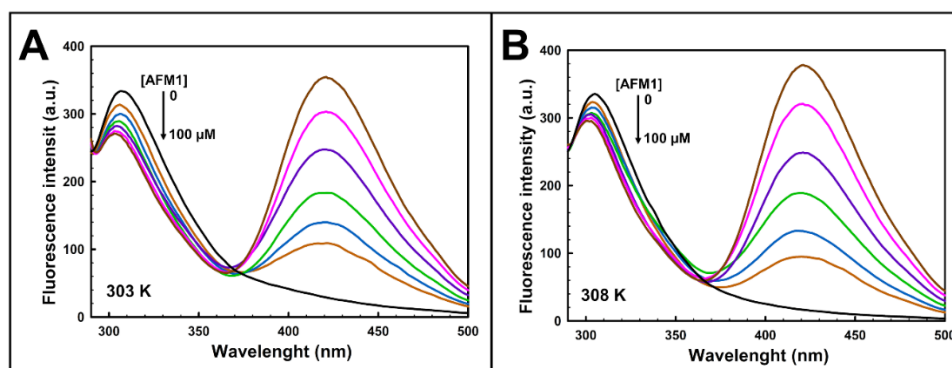 A
B
Fluorescence intensit (a.u.)
400
300
200
100
0
[AFM1]
0
100 µM
303 K
300
350
400
450
500
Wavelenght (nm)
Fluorescence intensity (a.u.)
400
300
200
100
0
[AFM1]
0
100 µM
308 K
300
350
400
450
500
Wavelenght (nm)